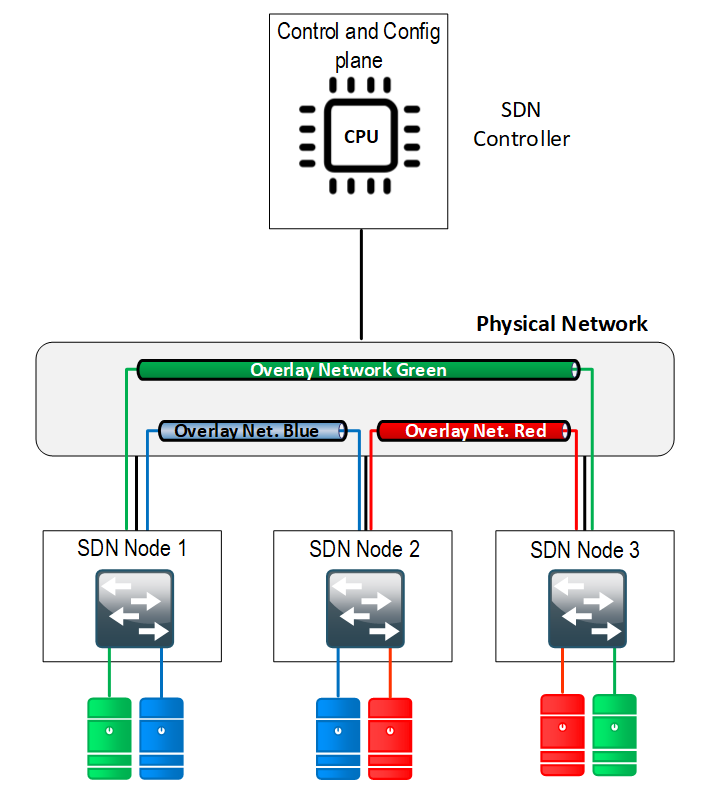 Control and Config
plane
CPU
SDN
Controller
Physical Network
Overlay Network Green
Overlay Net. Blue
Overlay Net. Red
SDN Node 1
SDN Node 2
SDN Node 3